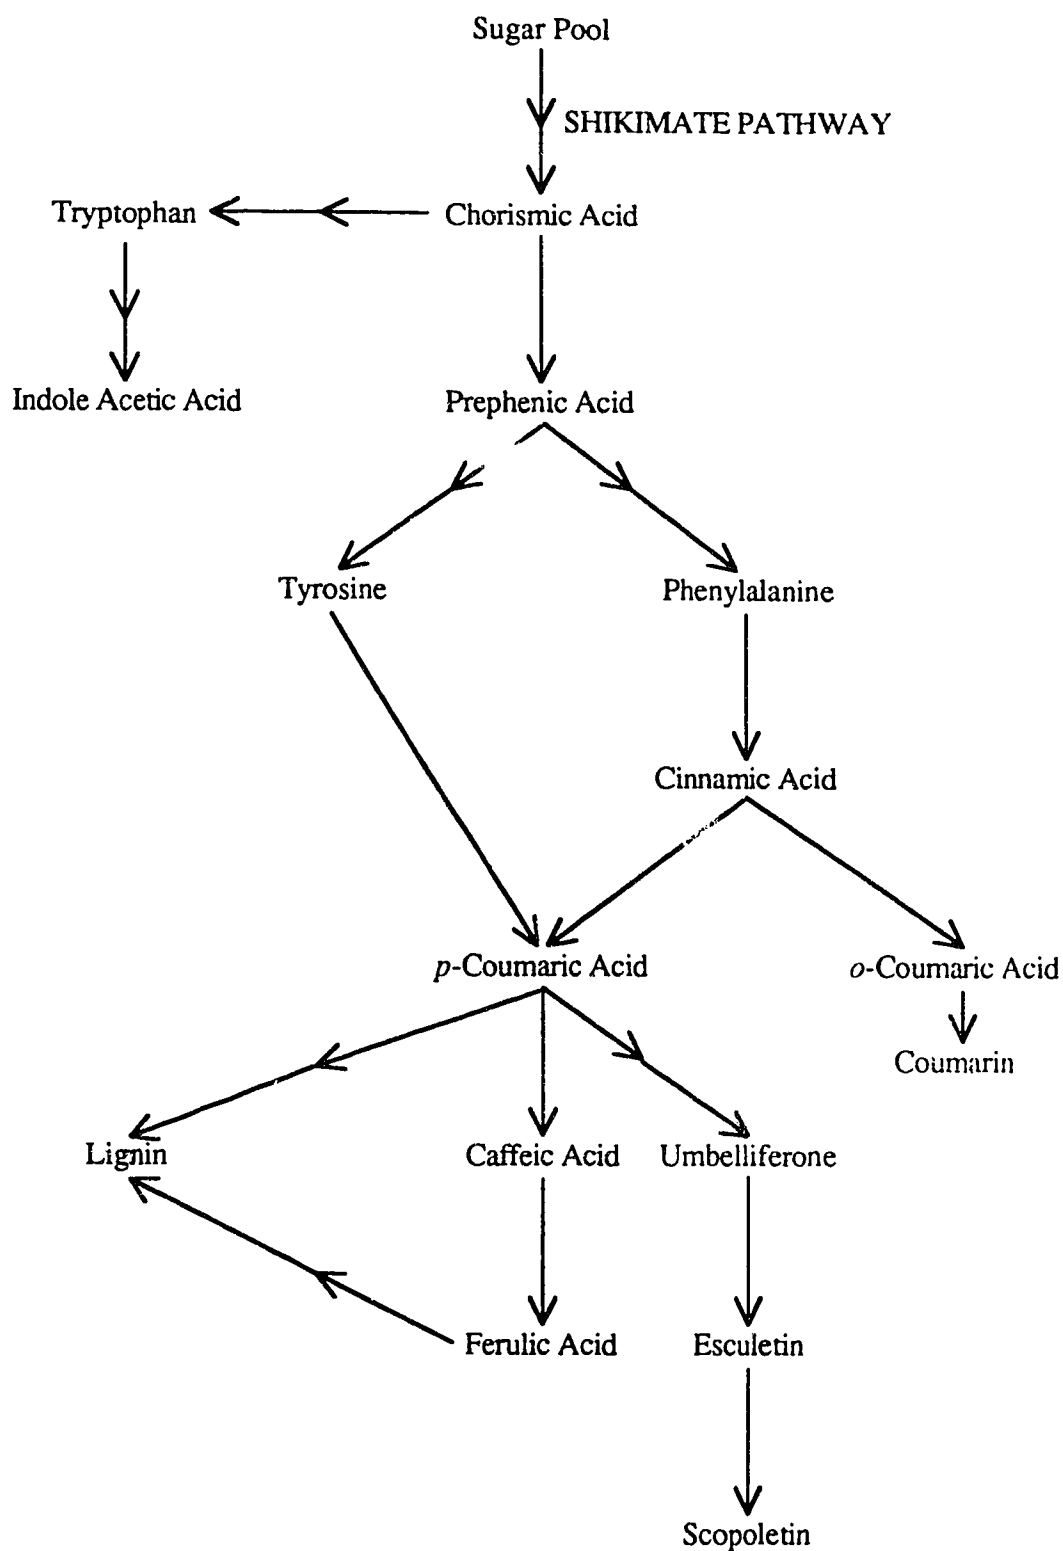 Sugar Pool
SHIKIMATE PATHWAY
Tryptophan
Chorismic Acid
Indole Acetic Acid
Prephenic Acid
Tyrosine
Phenylalanine
Cinnamic Acid
p-Coumaric Acid
o-Coumaric Acid
Coumarin
Lignin
Caffeic Acid
Umbelliferone
Ferulic Acid
Esculetin
Scopoletin